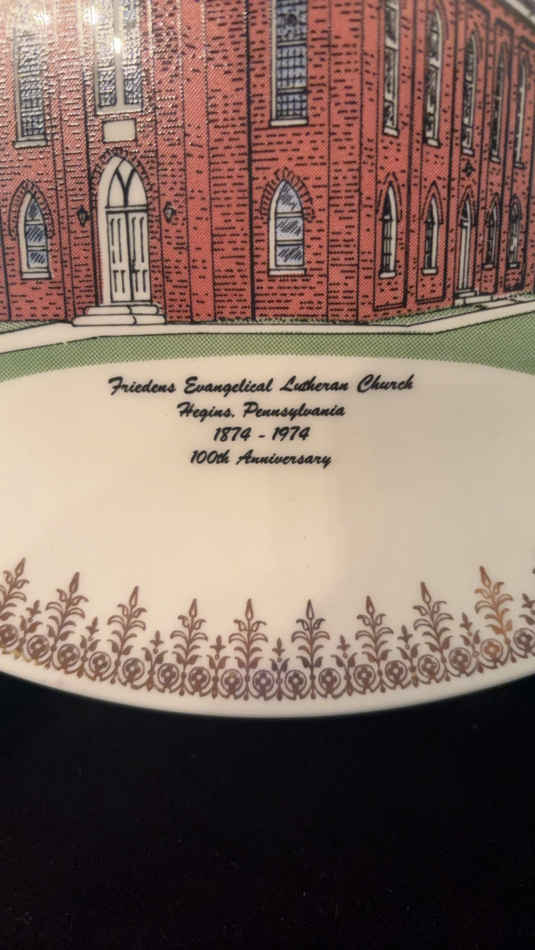 Friedens Evangelical Lutheran Church
Hegins, Pennsylvania
1874 - 1974
100th Anniversary